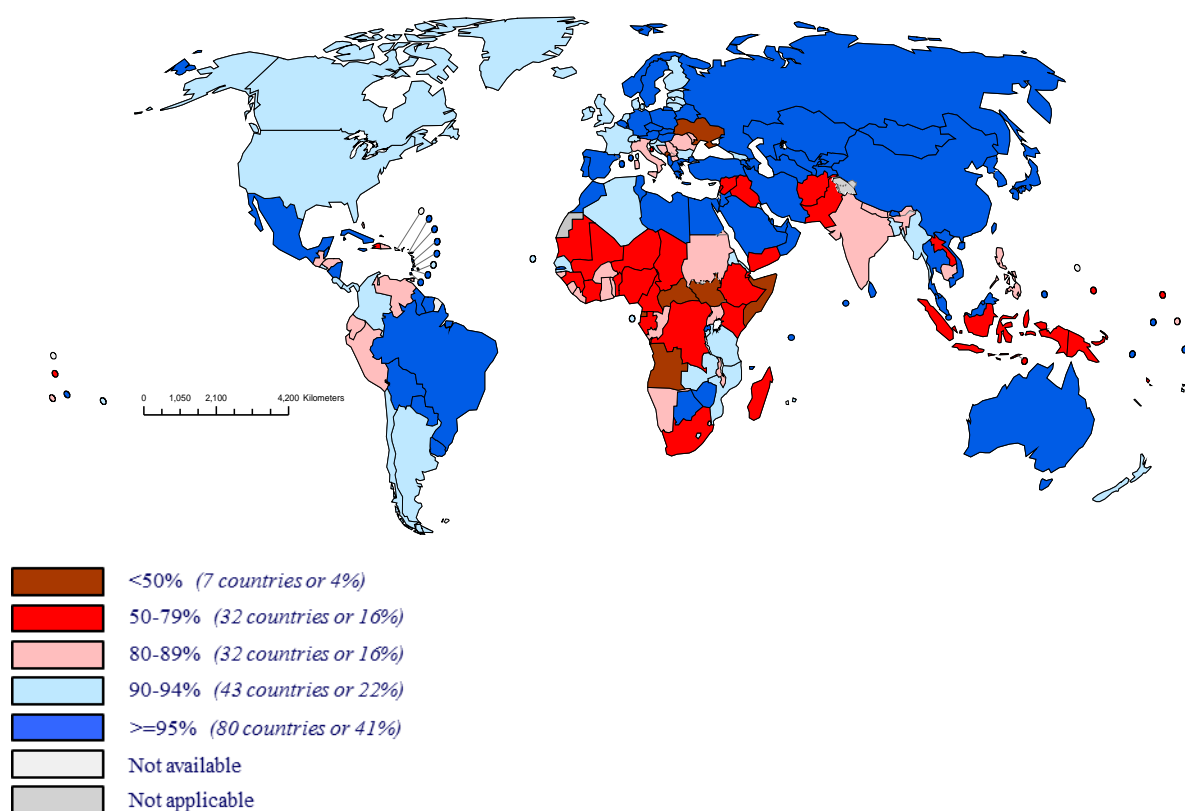 0 1,050 2,100 4,200 Kilometers
<50% (7 countries or 4%)
50-79% (32 countries or 16%)
80-89% (32 countries or 16%)
90-94% (43 countries or 22%)
>=95% (80 countries or 41%)
Not available
Not applicable